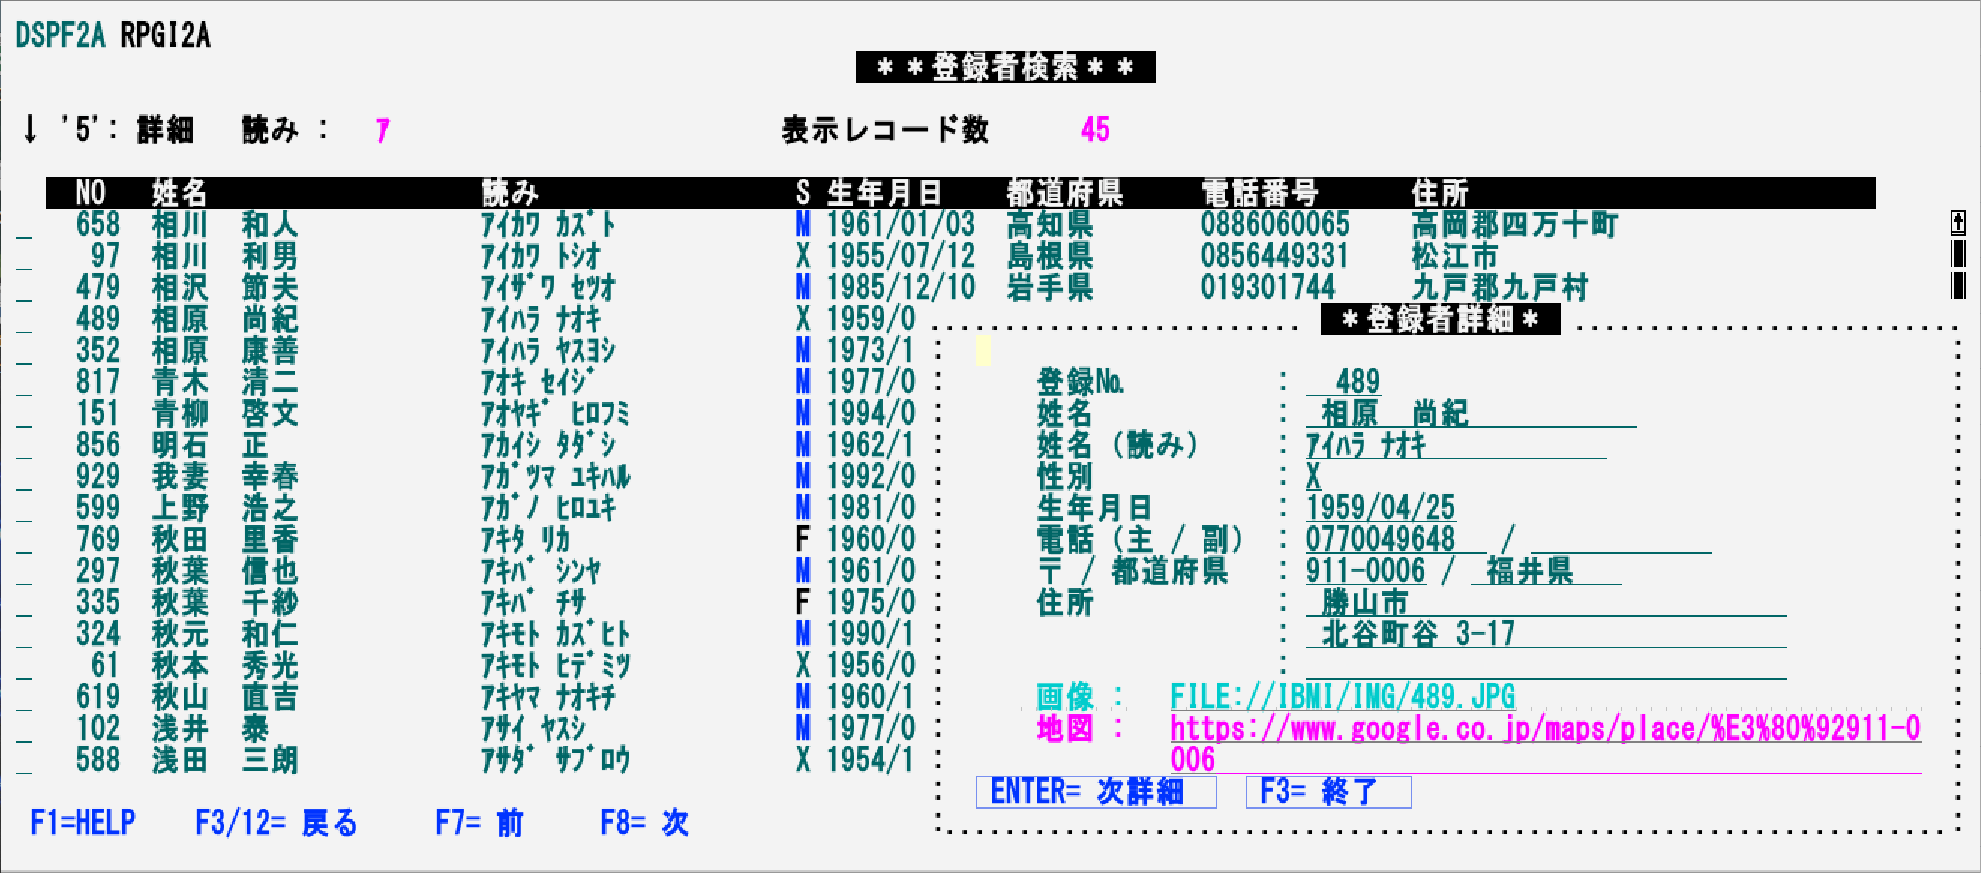 DSPF2A RPGI2A
＊＊登録者検索＊＊
↓ '5': 詳細 読み : ｱ 表示レコード数 45
NO 姓名 読み S 生年月日 都道府県 電話番号 住所
658 相川 和人 ｱｲｶﾜ ｶｽﾞﾄ M 1961/01/03 高知県 0886060065 高岡郡四万十町
97 相川 利男 ｱｲｶﾜ ﾄｼｵ X 1955/07/12 島根県 0856449331 松江市
479 相沢 節夫 ｱｲｻﾞﾜ ｾﾂｵ M 1985/12/10 岩手県 019301744 九戸郡九戸村
489 相原 尚紀 ｱｲﾊﾗ ﾅｵｷ X 1959/0
352 相原 康善 ｱｲﾊﾗ ﾔｽﾖｼ M 1973/1
817 青木 清二 ｱｵｷ ｾｲｼﾞ M 1977/0
151 青柳 啓文 ｱｵﾔｷﾞ ﾋﾛﾌﾐ M 1994/0
856 明石 正 ｱｶｲｼ ﾀﾀﾞｼ M 1962/1
929 我妻 幸春 ｱｶﾞﾂﾏ ﾕｷﾊﾙ M 1992/0
599 上野 浩之 ｱｶﾞﾉ ﾋﾛﾕｷ M 1981/0
769 秋田 里香 ｱｷﾀ ﾘｶ F 1960/0
297 秋葉 信也 ｱｷﾊﾞ ｼﾝﾔ M 1961/0
335 秋葉 千紗 ｱｷﾊﾞ ﾁｻ F 1975/0
324 秋元 和仁 ｱｷﾓﾄ ｶｽﾞﾋﾄ M 1990/1
61 秋本 秀光 ｱｷﾓﾄ ﾋﾃﾞﾐﾂ X 1956/0
619 秋山 直吉 ｱｷﾔﾏ ﾅｵｷﾁ M 1960/1
102 浅井 泰 ｱｻｲ ﾔｽｼ M 1977/0
588 浅田 三朗 ｱｻﾀﾞ ｻﾌﾞﾛｳ X 1954/1
F1=HELP F3/12= 戻る F7= 前 F8= 次
＊登録者詳細＊
登録№ : 489
姓名 : 相原 尚紀
姓名（読み） : ｱｲﾊﾗ ﾅｵｷ
性別 : X
生年月日 : 1959/04/25
電話（主 / 副） : 0770049648 /
〒 / 都道府県 : 911-0006 / 福井県
住所 : 勝山市
: 北谷町谷 3-17
:
画像 : FILE://IBMI/IMG/489.JPG
地図 : https://www.google.co.jp/maps/place/%E3%80%92911-0
006
ENTER= 次詳細 F3= 終了